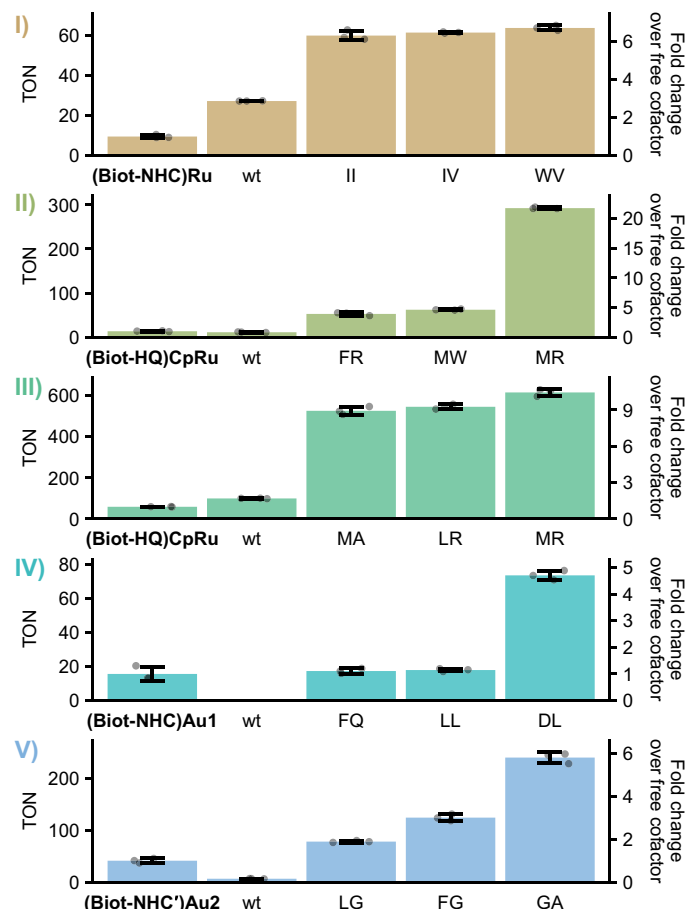 I)
TON
60
40
20
0
6
4
2
0
Fold change
over free cofactor
(Biot-NHC)Ru wt II IV WV
II)
TON
300
200
100
0
20
15
10
5
0
Fold change
over free cofactor
(Biot-HQ)CpRu wt FR MW MR
III)
TON
600
400
200
0
9
6
3
0
Fold change
over free cofactor
(Biot-HQ)CpRu wt MA LR MR
IV)
TON
80
60
40
20
0
5
4
3
2
1
0
Fold change
over free cofactor
(Biot-NHC)Au1 wt FQ LL DL
V)
TON
200
100
0
6
4
2
0
Fold change
over free cofactor
(Biot-NHC')Au2 wt LG FG GA